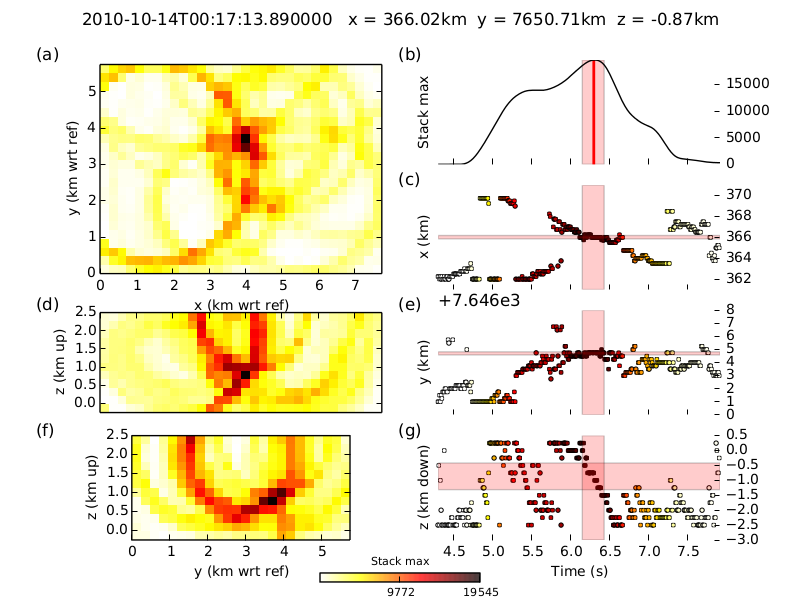 2010-10-14T00:17:13.890000 x = 366.02km y = 7650.71km z = -0.87km
(a)
y (km wrt ref)
5
4
3
2
1
0
0 1 2 3 4 5 6 7
x (km wrt ref)
(b)
Stack max
15000
10000
5000
0
(c)
x (km)
370
368
366
364
362
(d)
z (km up)
2.5
2.0
1.5
1.0
0.5
0.0
(e)
+7.646e3
y (km)
8
7
6
5
4
3
2
1
0
(f)
z (km up)
2.5
2.0
1.5
1.0
0.5
0.0
0 1 2 3 4 5
y (km wrt ref)
(g)
z (km down)
0.5
0.0
−0.5
−1.0
−1.5
−2.0
−2.5
−3.0
4.5 5.0 5.5 6.0 6.5 7.0 7.5
Time (s)
Stack max
9772 19545